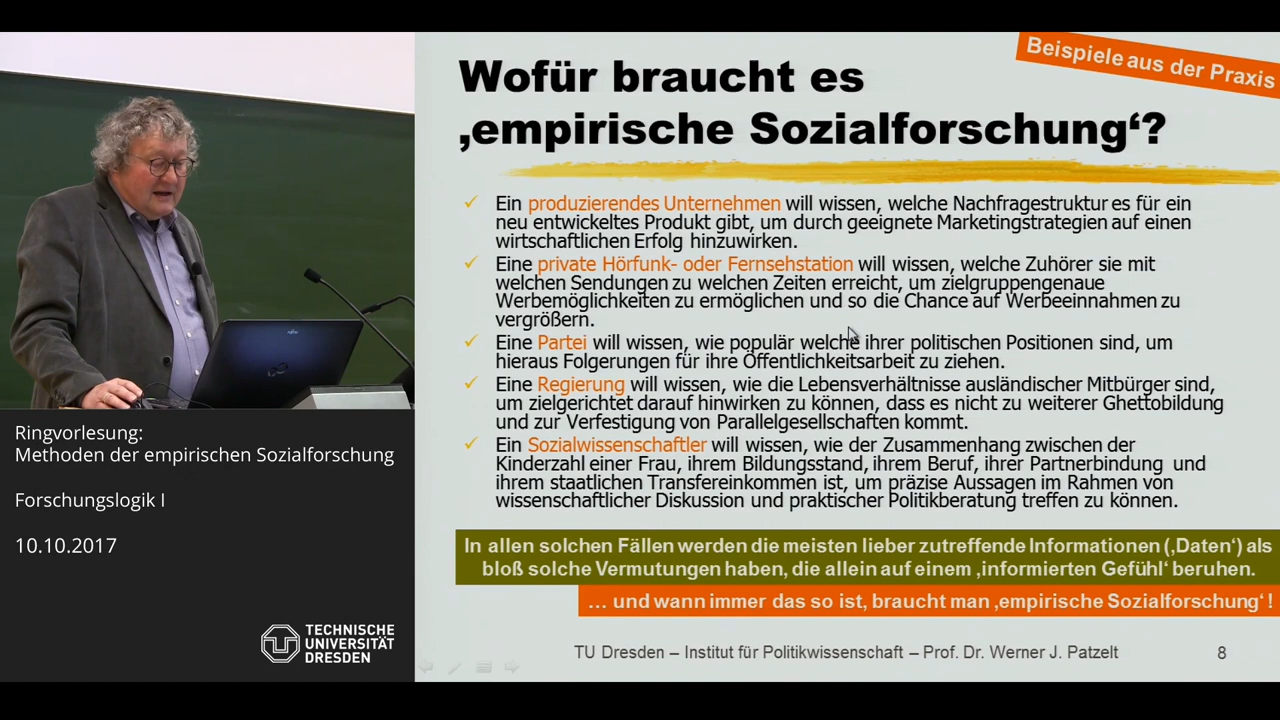 Beispiele aus der Praxis
Wofür braucht es
‚empirische Sozialforschung‘?
Ein produzierendes Unternehmen will wissen, welche Nachfragestruktur es für ein
neu entwickeltes Produkt gibt, um durch geeignete Marketingstrategien auf einen
wirtschaftlichen Erfolg hinzuwirken.
Eine private Hörfunk- oder Fernsehstation will wissen, welche Zuhörer sie mit
welchen Sendungen zu welchen Zeiten erreicht, um zielgruppengenaue
Werbemöglichkeiten zu ermöglichen und so die Chance auf Werbeeinnahmen zu
vergrößern.
Eine Partei will wissen, wie populär welche ihrer politischen Positionen sind, um
hieraus Folgerungen für ihre Öffentlichkeitsarbeit zu ziehen.
Eine Regierung will wissen, wie die Lebensverhältnisse ausländischer Mitbürger sind,
um zielgerichtet darauf hinwirken zu können, dass es nicht zu weiterer Ghettobildung
und zur Verfestigung von Parallelgesellschaften kommt.
Ein Sozialwissenschaftler will wissen, wie der Zusammenhang zwischen der
Kinderzahl einer Frau, ihrem Bildungsstand, ihrem Beruf, ihrer Partnerbindung und
ihrem staatlichen Transfereinkommen ist, um präzise Aussagen im Rahmen von
wissenschaftlicher Diskussion und praktischer Politikberatung treffen zu können.
In allen solchen Fällen werden die meisten lieber zutreffende Informationen (‚Daten‘) als
bloß solche Vermutungen haben, die allein auf einem ‚informierten Gefühl‘ beruhen.
… und wann immer das so ist, braucht man ‚empirische Sozialforschung‘!
TU Dresden – Institut für Politikwissenschaft – Prof. Dr. Werner J. Patzelt
8
Ringvorlesung:
Methoden der empirischen Sozialforschung
Forschungslogik I
10.10.2017
TECHNISCHE
UNIVERSITÄT
DRESDEN